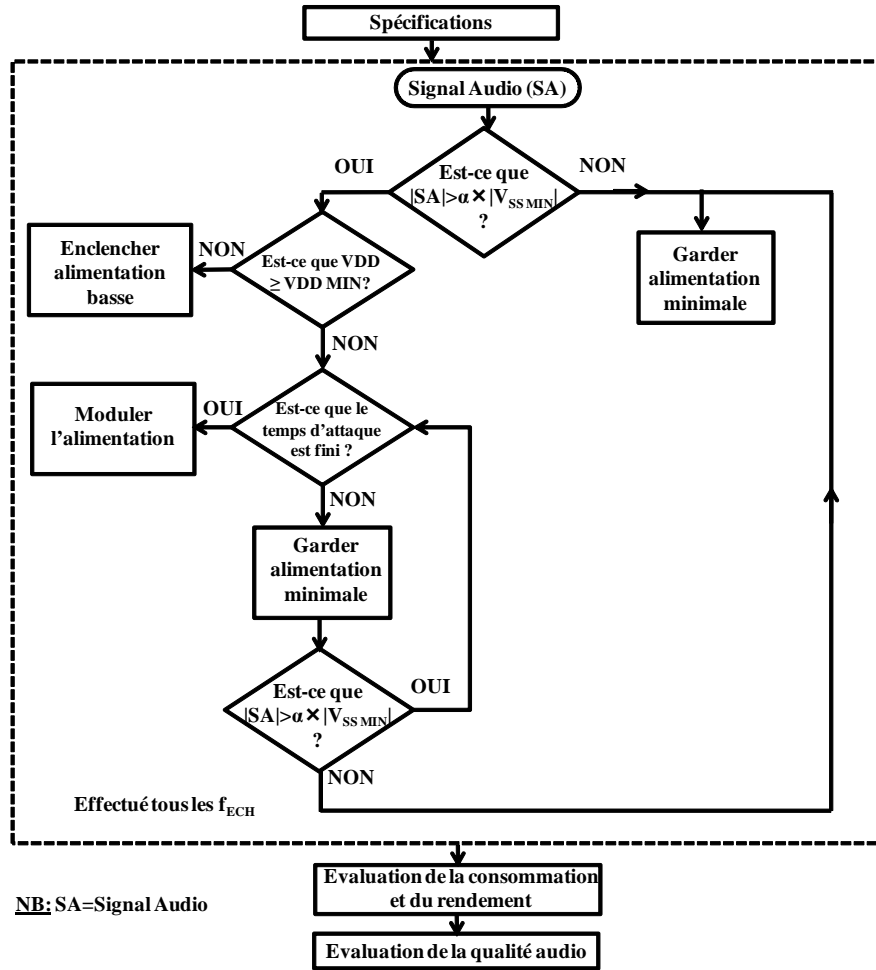 Spécifications
Signal Audio (SA)
OUI
NON
Est-ce que
|SA|>α×|V_SS MIN|
?
Enclencher
alimentation
basse
NON
Est-ce que VDD
≥ VDD MIN?
Garder
alimentation
minimale
NON
Moduler
l’alimentation
OUI
Est-ce que le
temps d’attaque
est fini ?
NON
Garder
alimentation
minimale
Est-ce que
|SA|>α×|V_SS MIN|
?
OUI
NON
Effectué tous les f_ECH
Evaluation de la consommation
et du rendement
NB: SA=Signal Audio
Evaluation de la qualité audio